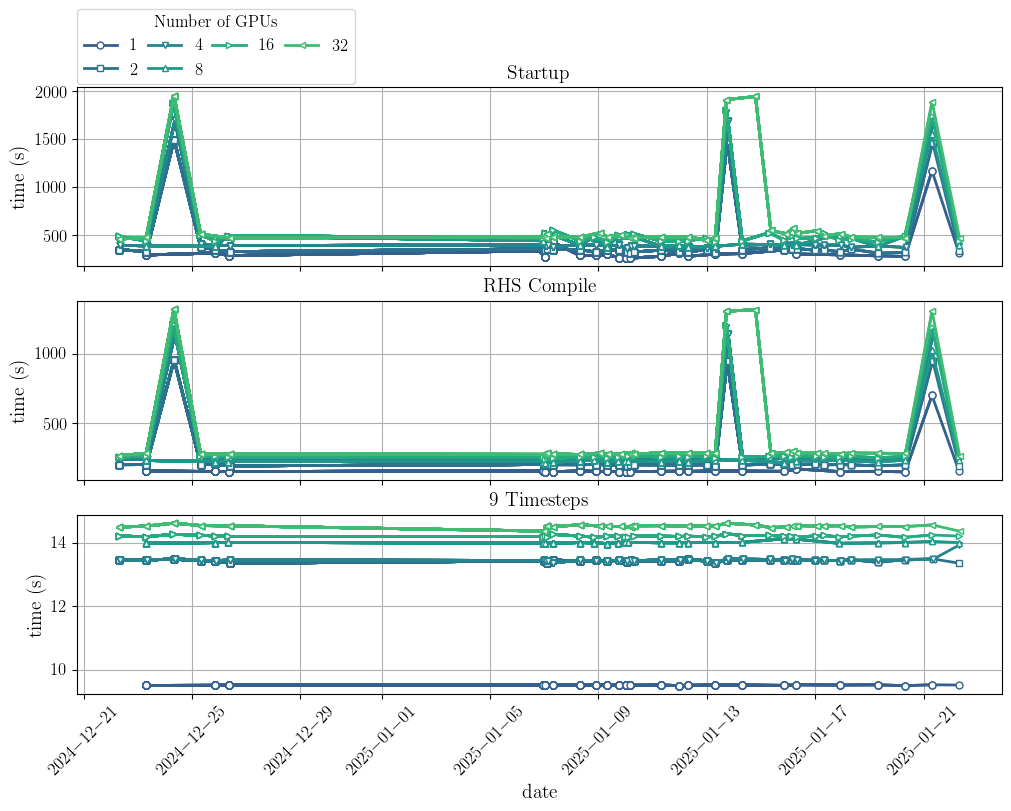 Number of GPUs
1 4 16 32
2 8
Startup
2000
1500
1000
500
time (s)
RHS Compile
1000
500
time (s)
9 Timesteps
14
12
10
time (s)
2024−12−21 2024−12−25 2024−12−29 2025−01−01 2025−01−05 2025−01−09 2025−01−13 2025−01−17 2025−01−21
date